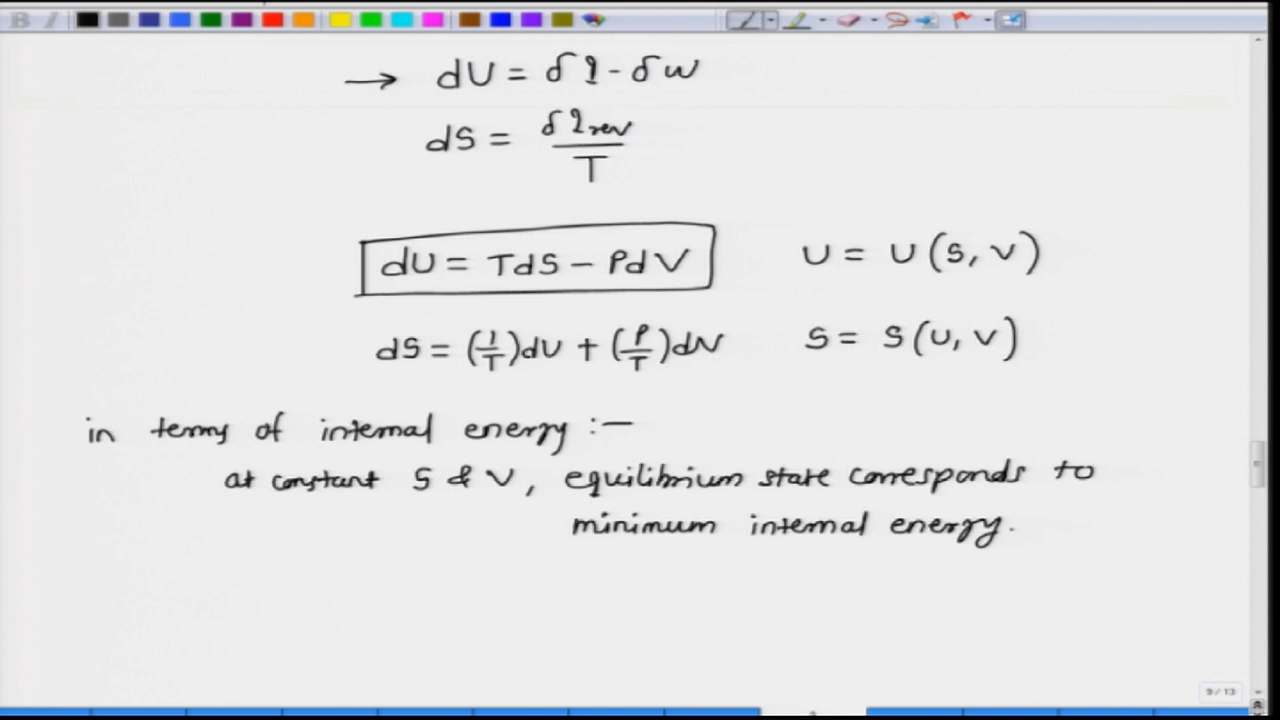 B I
→ dU = δq - δw
dS = δq_rev / T
dU = TdS - PdV U = U(S, V)
dS = (1/T)dU + (P/T)dV S = S(U, V)
in terms of internal energy :-
at constant S & V, equilibrium state corresponds to
minimum internal energy.
9 / 13